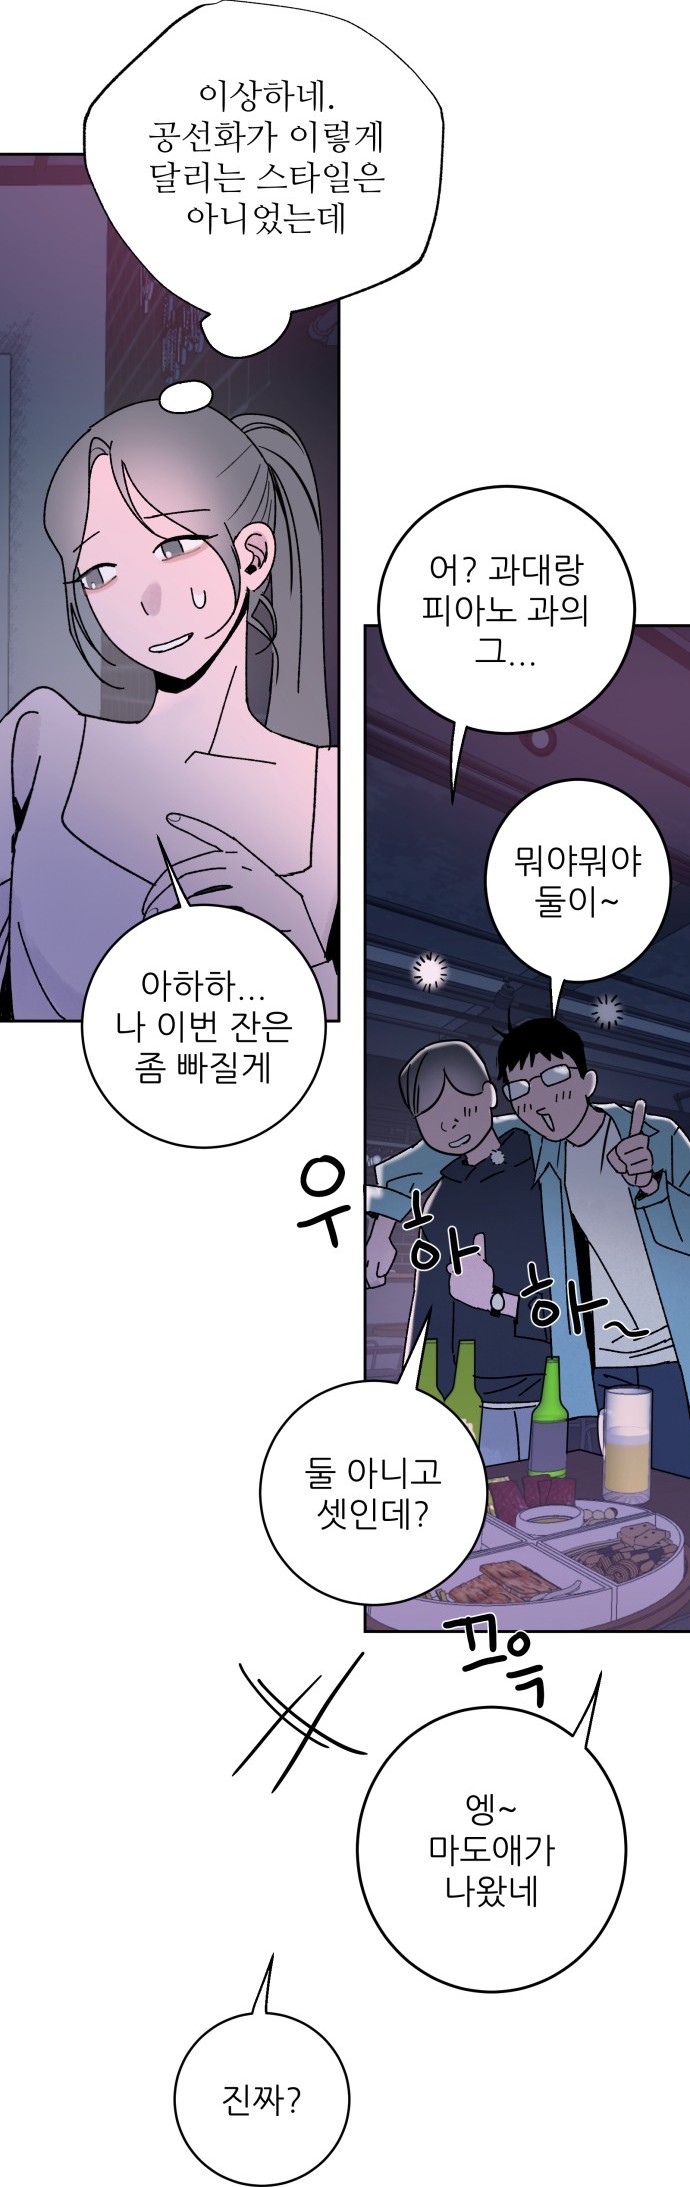 이상하네.
공선화가 이렇게
달리는 스타일은
아니었는데
어? 과대랑
피아노 과의
그...
뭐야뭐야
둘이~
아하하...
나 이번 잔은
좀 빠질게
우
하
하~
둘 아니고
셋인데?
끄윽
엥~
마도애가
나왔네
진짜?